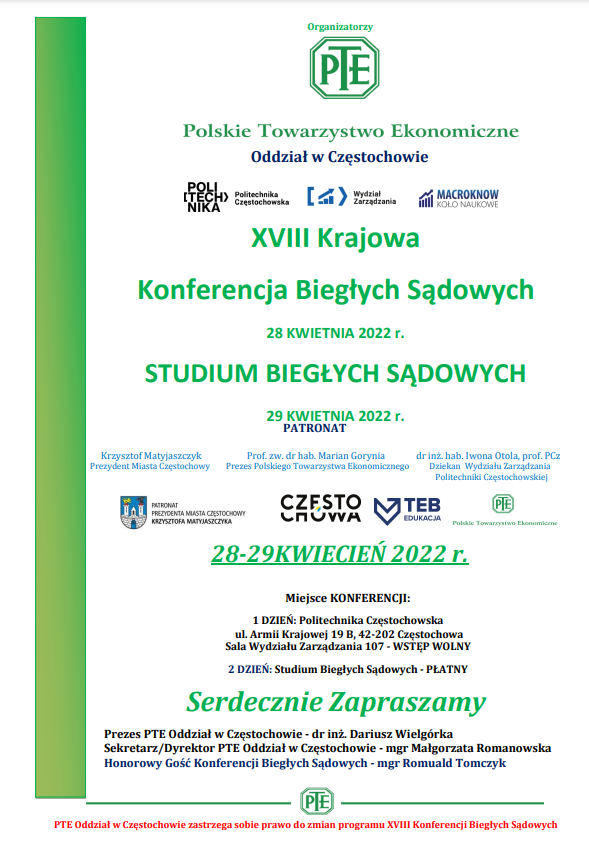 Organizatorzy
PTE
Polskie Towarzystwo Ekonomiczne
Oddział w Częstochowie
POLI
TECH
NIKA
Politechnika
Częstochowska
Wydział
Zarządzania
MACROKNOW
KOŁO NAUKOWE
XVIII Krajowa
Konferencja Biegłych Sądowych
28 KWIETNIA 2022 r.
STUDIUM BIEGŁYCH SĄDOWYCH
29 KWIETNIA 2022 r.
PATRONAT
Krzysztof Matyjaszczyk
Prezydent Miasta Częstochowy
Prof. zw. dr hab. Marian Gorynia
Prezes Polskiego Towarzystwa Ekonomicznego
dr inż. hab. Iwona Otola, prof. PCz
Dziekan Wydziału Zarządzania
Politechniki Częstochowskiej
PATRONAT
PREZYDENTA MIASTA CZĘSTOCHOWY
KRZYSZTOFA MATYJASZCZYKA
CZĘSTO
CHOWA
TEB
EDUKACJA
PTE
Polskie Towarzystwo Ekonomiczne
28-29KWIECIEŃ 2022 r.
Miejsce KONFERENCJI:
1 DZIEŃ: Politechnika Częstochowska
ul. Armii Krajowej 19 B, 42-202 Częstochowa
Sala Wydziału Zarządzania 107 - WSTĘP WOLNY
2 DZIEŃ: Studium Biegłych Sądowych - PŁATNY
Serdecznie Zapraszamy
Prezes PTE Oddział w Częstochowie - dr inż. Dariusz Wielgórka
Sekretarz/Dyrektor PTE Oddział w Częstochowie - mgr Małgorzata Romanowska
Honorowy Gość Konferencji Biegłych Sądowych - mgr Romuald Tomczyk
PTE
PTE Oddział w Częstochowie zastrzega sobie prawo do zmian programu XVIII Konferencji Biegłych Sądowych